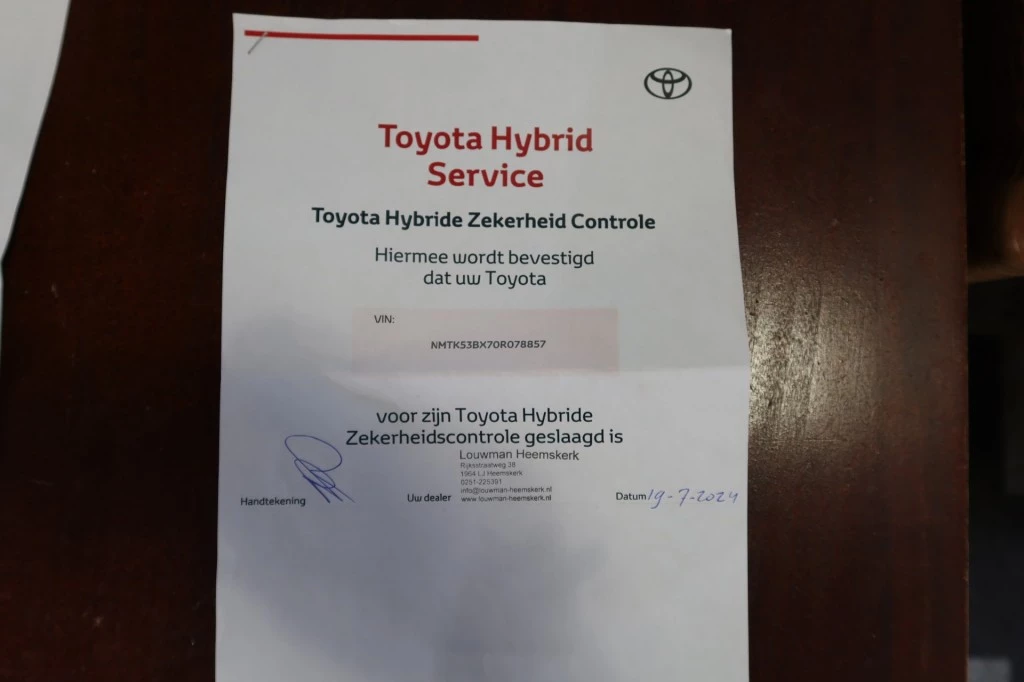 Toyota Hybrid
Service
Toyota Hybride Zekerheid Controle
Hiermee wordt bevestigd
dat uw Toyota
VIN:
NMTK53BX70R078857
voor zijn Toyota Hybride
Zekerheidscontrole geslaagd is
Louwman Heemskerk
Rijksstraatweg 38
1964 LJ Heemskerk
0251-229391
info@louwman-heemskerk.nl
www.louwman-heemskerk.nl
Handtekening
Uw dealer
Datum 19-7-2024